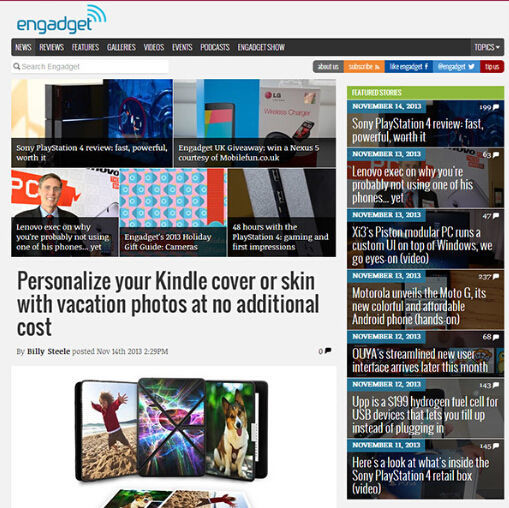 engadget
NEWS REVIEWS FEATURES GALLERIES VIDEOS EVENTS PODCASTS ENGADGET SHOW TOPICS
Search Engadget
about us subscribe like engadget @engadget tip us
Sony PlayStation 4 review: fast, powerful,
worth it
LG
Wireless Charger
Engadget UK Giveaway: win a Nexus 5
courtesy of Mobilefun.co.uk
Lenovo exec on why
you're probably not using
one of his phones... yet
Engadget's 2013 Holiday
Gift Guide: Cameras
48 hours with the
PlayStation 4: gaming and
first impressions
Personalize your Kindle cover or skin
with vacation photos at no additional
cost
By Billy Steele posted Nov 14th 2013 2:29PM
0
FEATURED STORIES
NOVEMBER 14, 2013 199
Sony PlayStation 4 review: fast,
powerful, worth it
NOVEMBER 13, 2013 63
Lenovo exec on why you're
probably not using one of his
phones... yet
NOVEMBER 13, 2013 47
Xi3's Piston modular PC runs a
custom UI on top of Windows, we
go eyes-on (video)
NOVEMBER 13, 2013 237
Motorola unveils the Moto G, its
new colorful and affordable
Android phone (hands-on)
NOVEMBER 12, 2013 68
OUYA's streamlined new user
interface arrives later this month
NOVEMBER 12, 2013 143
Upp is a $199 hydrogen fuel cell for
USB devices that lets you fill up
instead of plugging in
NOVEMBER 11, 2013 145
Here's a look at what's inside the
Sony PlayStation 4 retail box
(video)